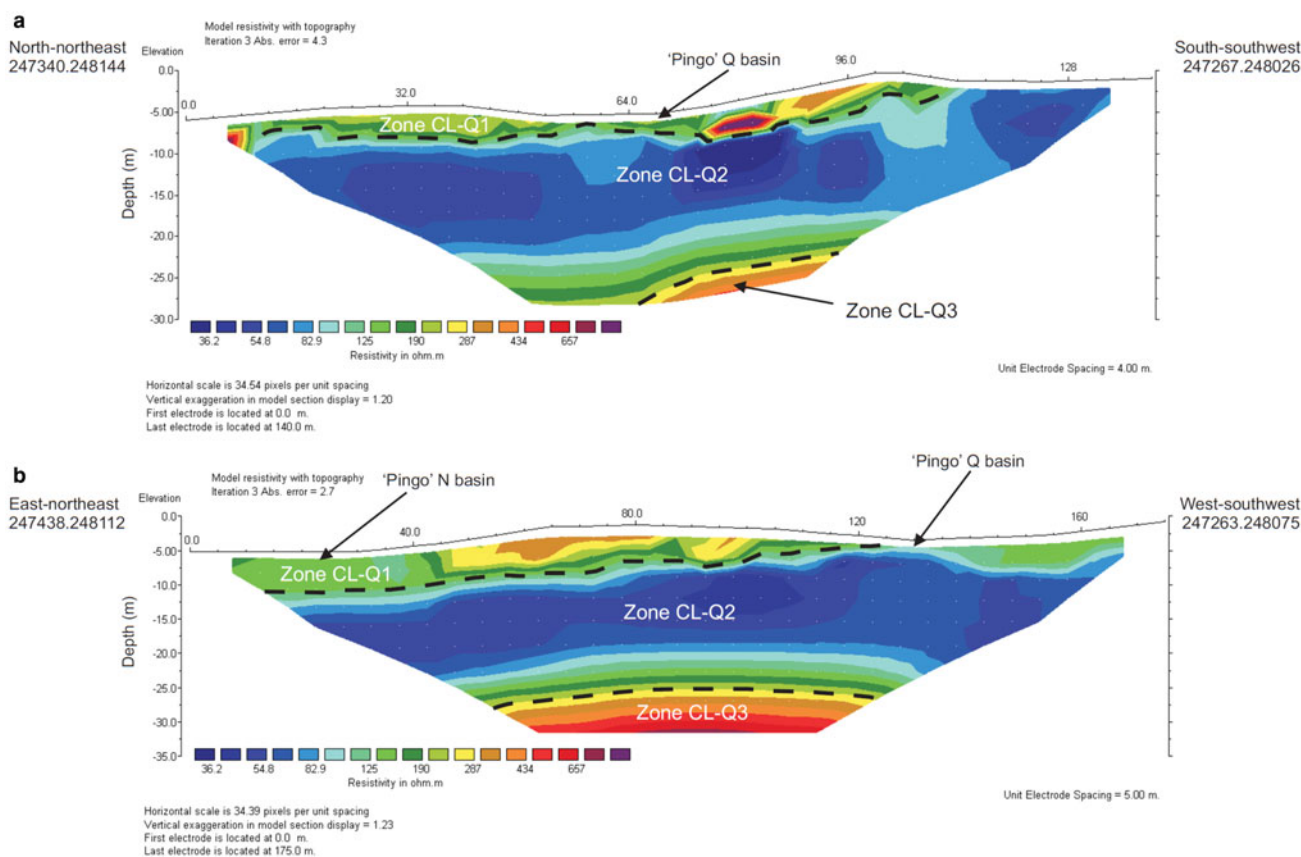 a
Model resistivity with topography
Iteration 3 Abs. error = 4.3
North-northeast
247340.248144
Elevation
'Pingo' Q basin
South-southwest
247267.248026
0.0
-5.00
-10.0
-15.0
-20.0
-25.0
-30.0
Depth (m)
0.0
32.0
64.0
96.0
128
Zone CL-Q1
Zone CL-Q2
Zone CL-Q3
36.2 54.8 82.9 125 190 287 434 657
Resistivity in ohm.m
Unit Electrode Spacing = 4.00 m.
Horizontal scale is 34.54 pixels per unit spacing
Vertical exaggeration in model section display = 1.20
First electrode is located at 0.0 m.
Last electrode is located at 140.0 m.
b
Model resistivity with topography
Iteration 3 Abs. error = 2.7
'Pingo' N basin
'Pingo' Q basin
East-northeast
247438.248112
Elevation
West-southwest
247263.248075
0.0
-5.00
-10.0
-15.0
-20.0
-25.0
-30.0
-35.0
Depth (m)
0.0
40.0
80.0
120
160
Zone CL-Q1
Zone CL-Q2
Zone CL-Q3
36.2 54.8 82.9 125 190 287 434 657
Resistivity in ohm.m
Unit Electrode Spacing = 5.00 m.
Horizontal scale is 34.39 pixels per unit spacing
Vertical exaggeration in model section display = 1.23
First electrode is located at 0.0 m.
Last electrode is located at 175.0 m.